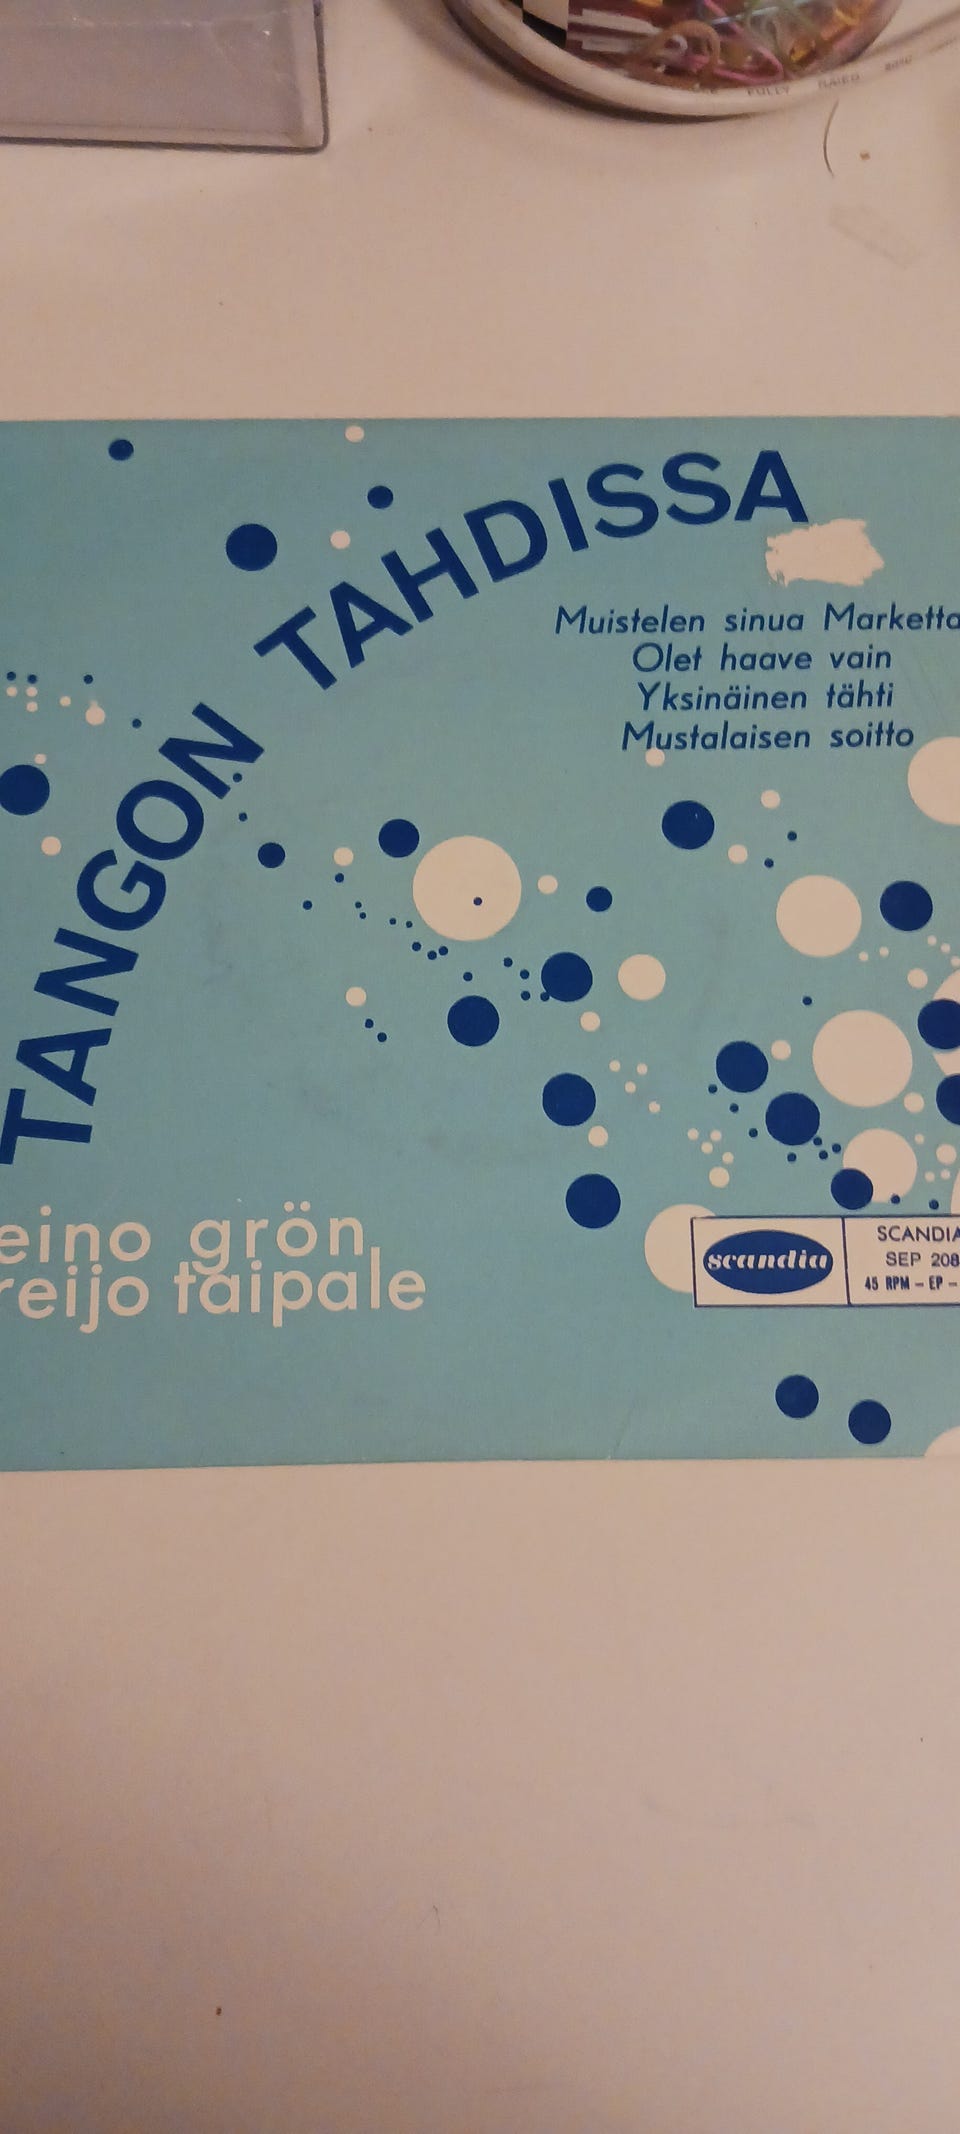 FULLY
TANGON TAHDISSA
Muistelen sinua Marketta
Olet haave vain
Yksinäinen tähti
Mustalaisen soitto
eino grön,
reijo taipale
scandia
SCANDIA
SEP 208
45 RPM – EP –